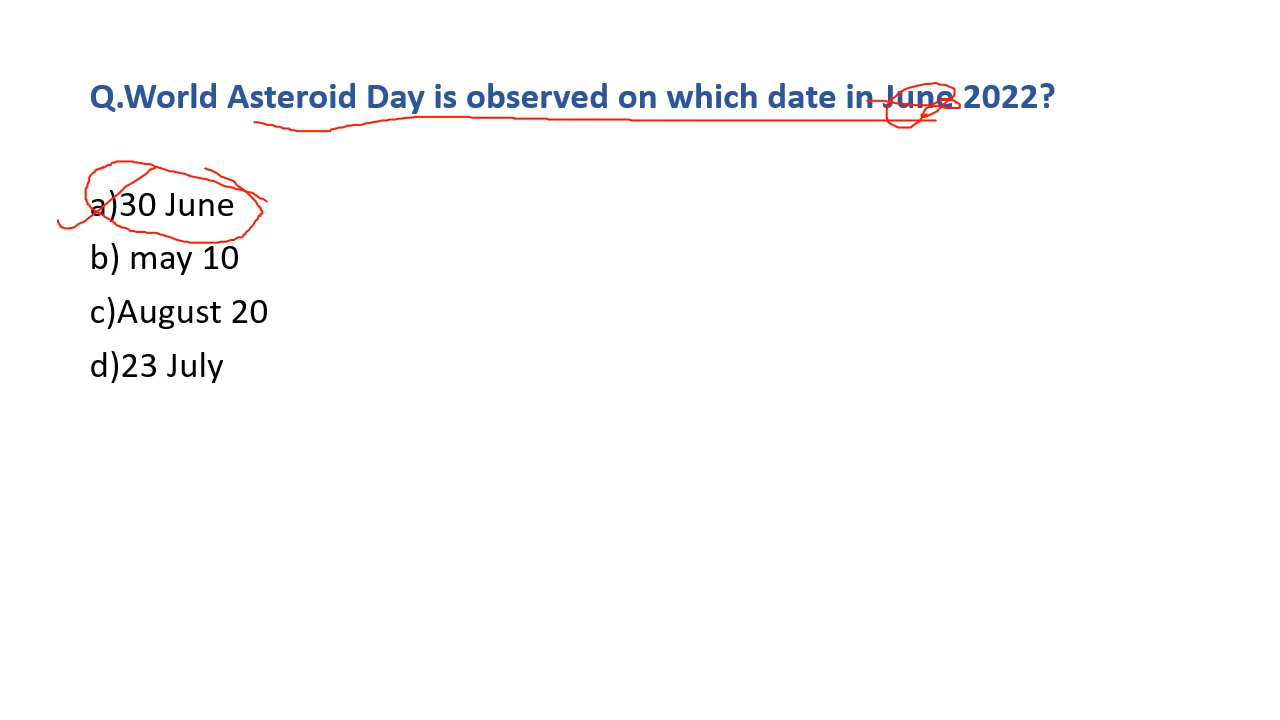 Q.World Asteroid Day is observed on which date in June 2022?
a)30 June
b) may 10
c)August 20
d)23 July